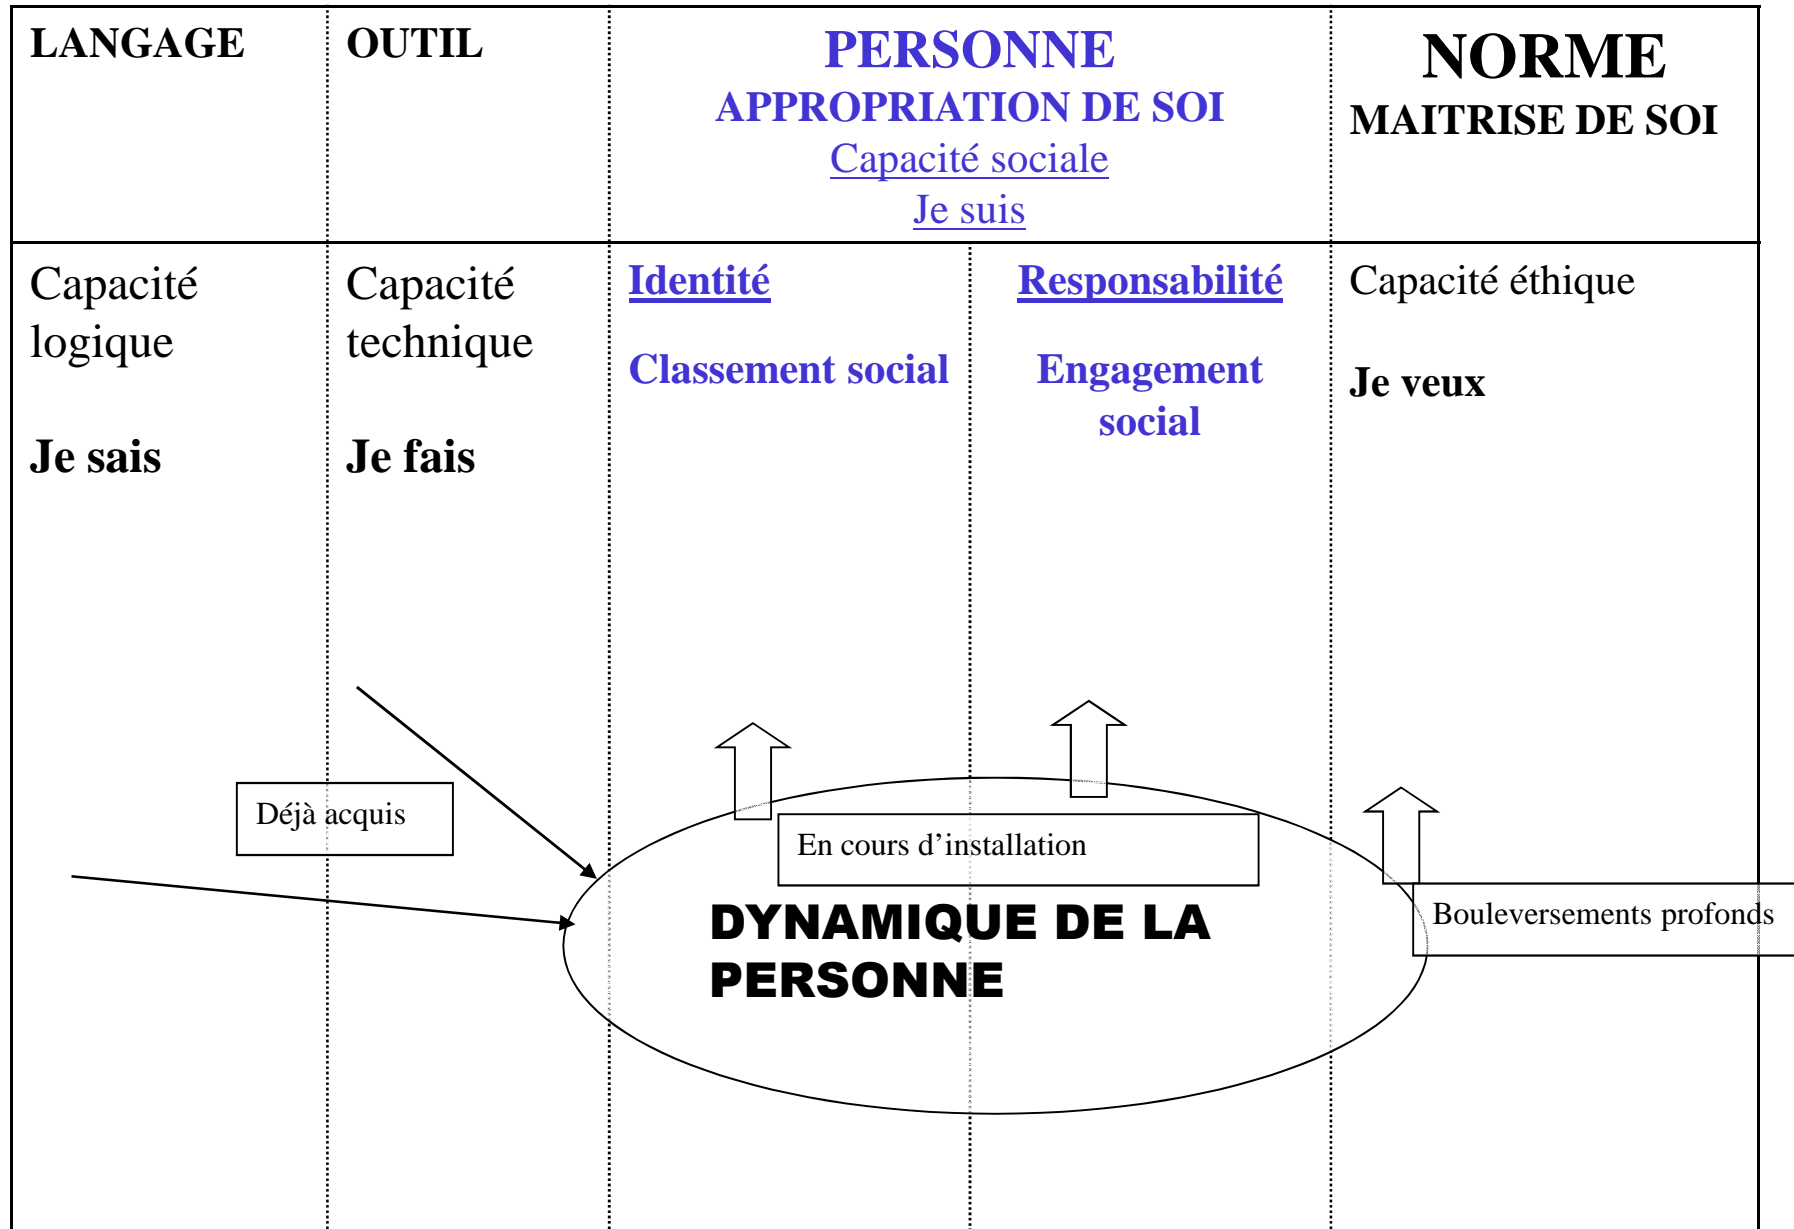 LANGAGE
OUTIL
PERSONNE
APPROPRIATION DE SOI
Capacité sociale
Je suis
NORME
MAITRISE DE SOI
Capacité
logique
Je sais
Capacité
technique
Je fais
Identité
Classement social
Responsabilité
Engagement
social
Capacité éthique
Je veux
Déjà acquis
En cours d’installation
Bouleversements profonds
DYNAMIQUE DE LA
PERSONNE